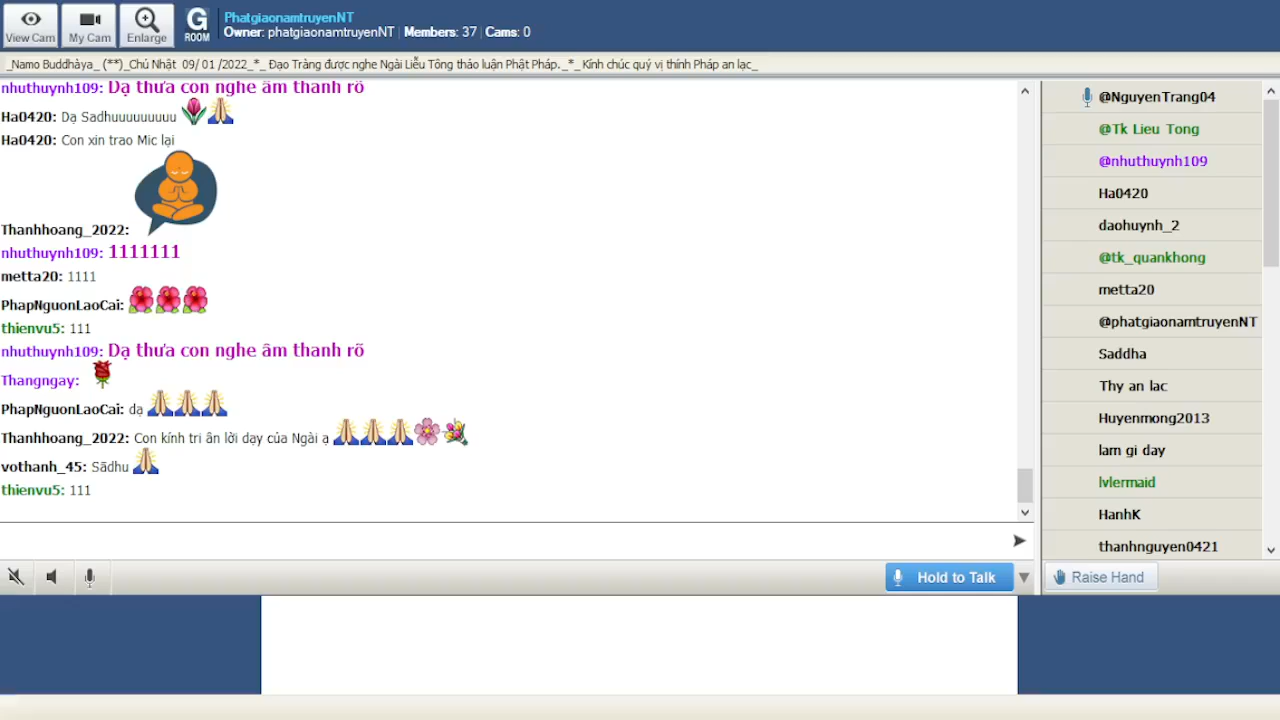 View Cam
My Cam
Enlarge
G
ROOM
PhatgiaonamtruyenNT
Owner: phatgiaonamtruyenNT | Members: 37 | Cams: 0
_Namo Buddhàya_ (**)_Chủ Nhật 09/ 01 /2022_*_ Đạo Tràng được nghe Ngài Liễu Tông thảo luận Phật Pháp._*_Kính chúc quý vị thính Pháp an lạc_
nhuthuynh109: Dạ thưa con nghe âm thanh rõ
Ha0420: Dạ Sadhuuuuuuuuu
Ha0420: Con xin trao Mic lại
Thanhhoang_2022:
nhuthuynh109: 1111111
metta20: 1111
PhapNguonLaoCai:
thienvu5: 111
nhuthuynh109: Dạ thưa con nghe âm thanh rõ
Thangngay:
PhapNguonLaoCai: dạ
Thanhhoang_2022: Con kính tri ân lời dạy của Ngài ạ
vothanh_45: Sādhu
thienvu5: 111
@NguyenTrang04
@Tk Lieu Tong
@nhuthuynh109
Ha0420
daohuynh_2
@tk_quankhong
metta20
@phatgiaonamtruyenNT
Saddha
Thy an lac
Huyenmong2013
lam gi day
lvlermaid
HanhK
thanhnguyen0421
Hold to Talk
Raise Hand